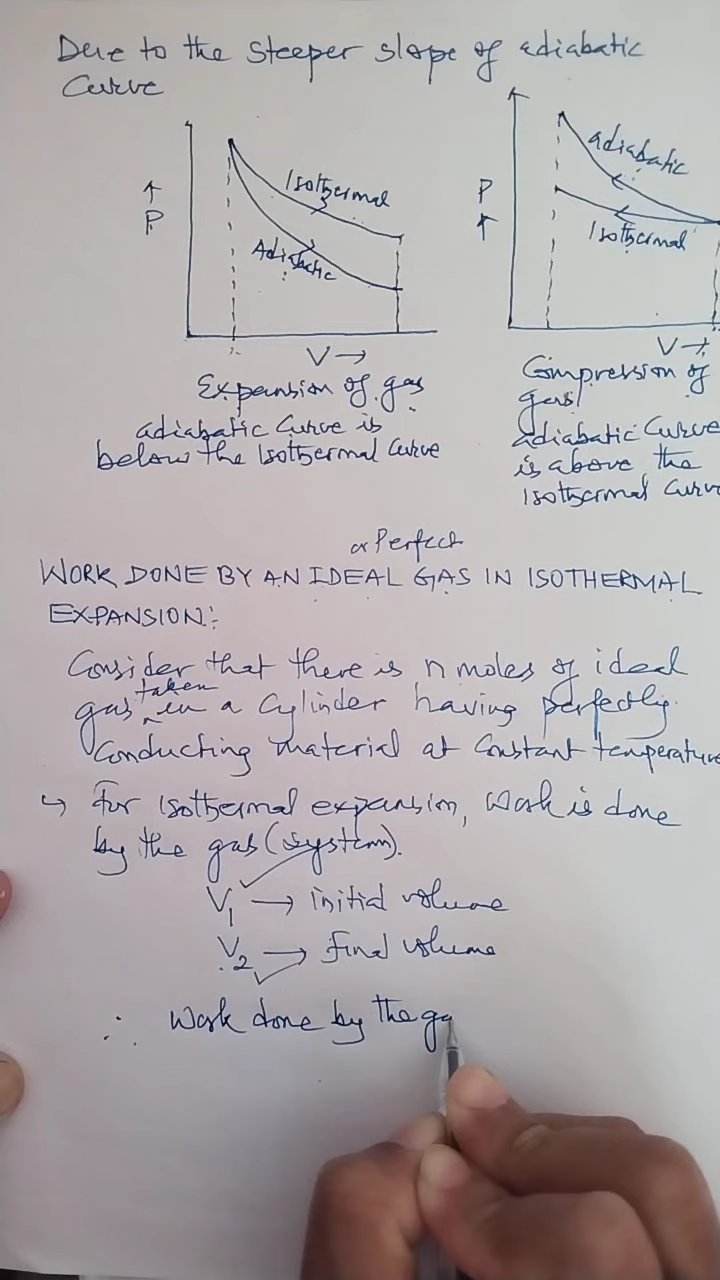 Due to the steeper slope of adiabatic
Curve
↑
P
Isothermal
Adiabatic
V →
Expansion of gas
adiabatic Curve is
below the Isothermal Curve
P
↑
adiabatic
Isothermal
V →
Compression of
gas
adiabatic Curve
is above the
Isothermal Curve
or Perfect
WORK DONE BY AN IDEAL GAS IN ISOTHERMAL
EXPANSION:
Consider that there is n moles of ideal
gas taken in a cylinder having perfectly
Conducting material at Constant temperature
↳ For Isothermal expansion, work is done
by the gas (system).
V₁ → initial volume
V₂ → final volume
∴ Work done by the ga